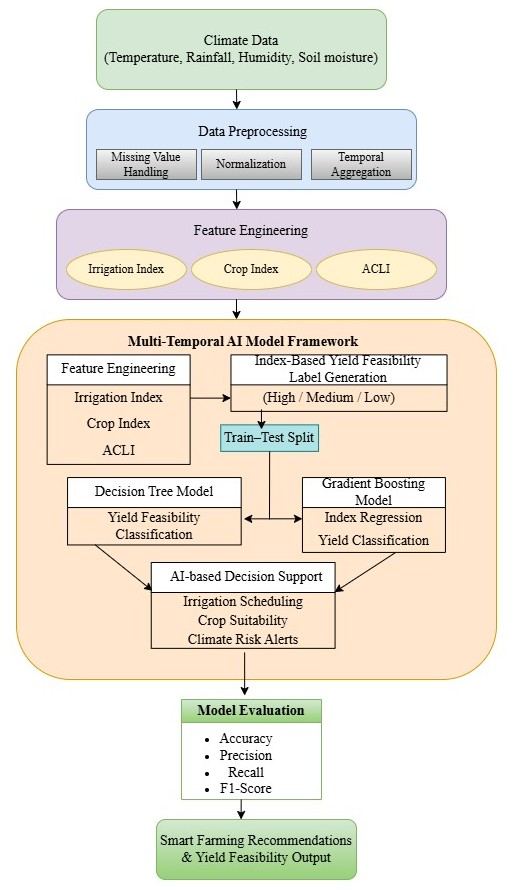 Climate Data
(Temperature, Rainfall, Humidity, Soil moisture)
Data Preprocessing
Missing Value
Handling
Normalization
Temporal
Aggregation
Feature Engineering
Irrigation Index
Crop Index
ACLI
Multi-Temporal AI Model Framework
Feature Engineering
Irrigation Index
Crop Index
ACLI
Index-Based Yield Feasibility
Label Generation
(High / Medium / Low)
Train–Test Split
Decision Tree Model
Yield Feasibility
Classification
Gradient Boosting
Model
Index Regression
Yield Classification
AI-based Decision Support
Irrigation Scheduling
Crop Suitability
Climate Risk Alerts
Model Evaluation
• Accuracy
• Precision
• Recall
• F1-Score
Smart Farming Recommendations
& Yield Feasibility Output